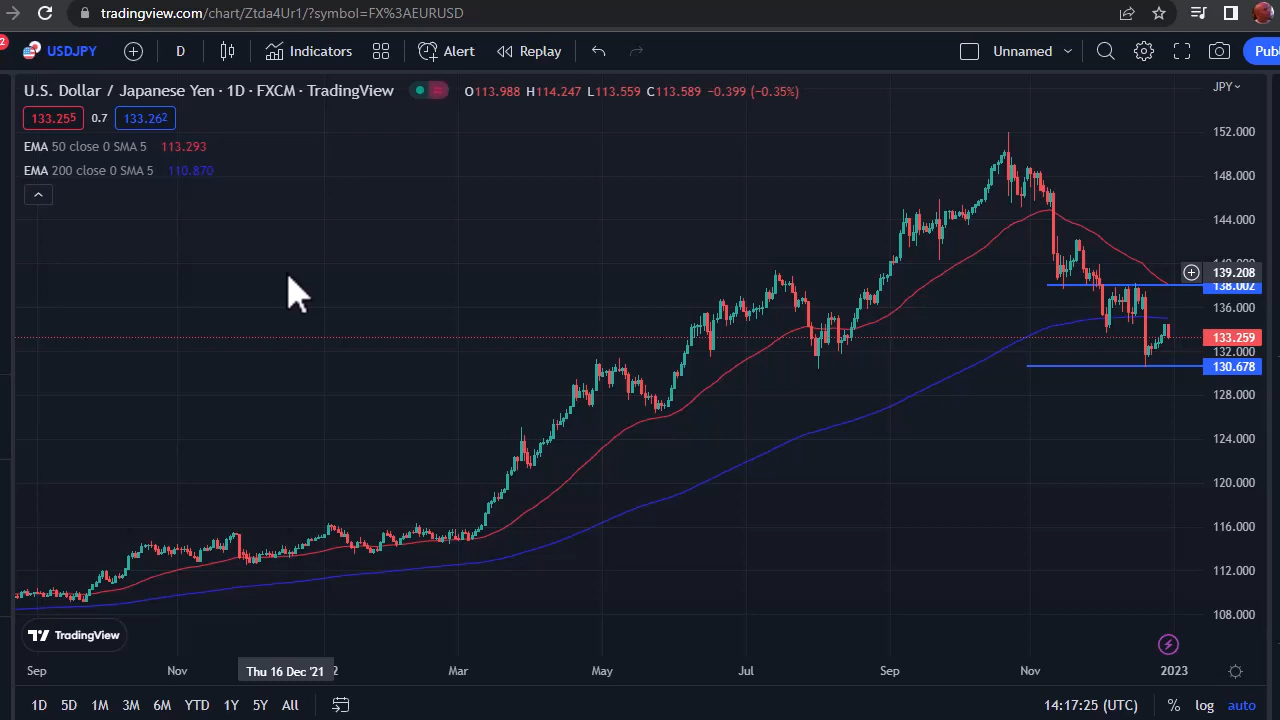 tradingview.com/chart/Ztda4Ur1/?symbol=FX%3AEURUSD
2 USDJPY D Indicators Alert Replay Unnamed Publ
U.S. Dollar / Japanese Yen · 1D · FXCM · TradingView O113.988 H114.247 L113.559 C113.589 −0.399 (−0.35%) JPY
133.255 0.7 133.262
EMA 50 close 0 SMA 5 113.293
EMA 200 close 0 SMA 5 110.870
152.000
148.000
144.000
139.208
138.002
136.000
133.259
132.000
130.678
128.000
124.000
120.000
116.000
112.000
108.000
TradingView
Sep Nov Thu 16 Dec '21 2 Mar May Jul Sep Nov 2023
1D 5D 1M 3M 6M YTD 1Y 5Y All 14:17:25 (UTC) % log auto